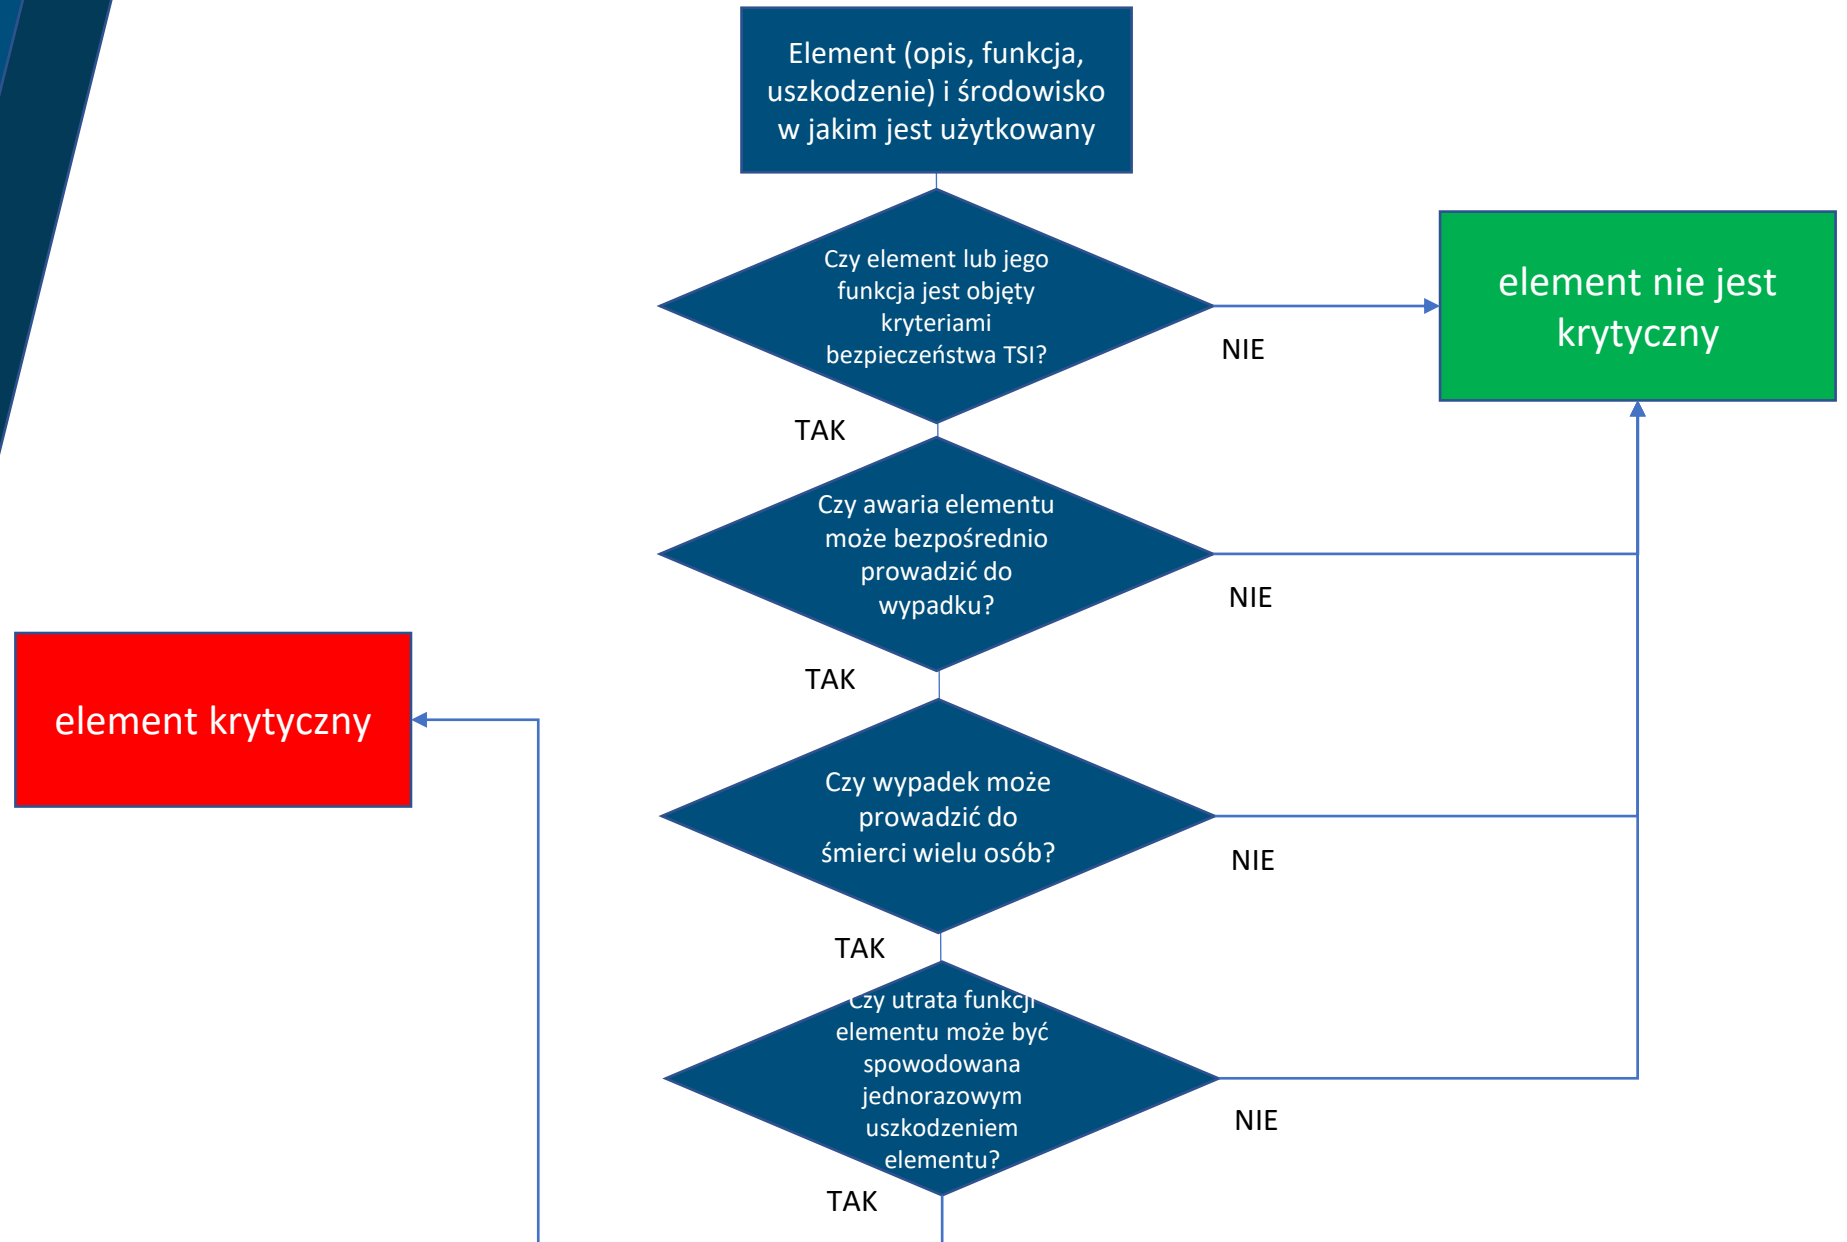 Element (opis, funkcja,
uszkodzenie) i środowisko
w jakim jest użytkowany
Czy element lub jego
funkcja jest objęty
kryteriami
bezpieczeństwa TSI?
NIE
element nie jest
krytyczny
TAK
Czy awaria elementu
może bezpośrednio
prowadzić do
wypadku?
NIE
TAK
element krytyczny
Czy wypadek może
prowadzić do
śmierci wielu osób?
NIE
TAK
Czy utrata funkcji
elementu może być
spowodowana
jednorazowym
uszkodzeniem
elementu?
NIE
TAK